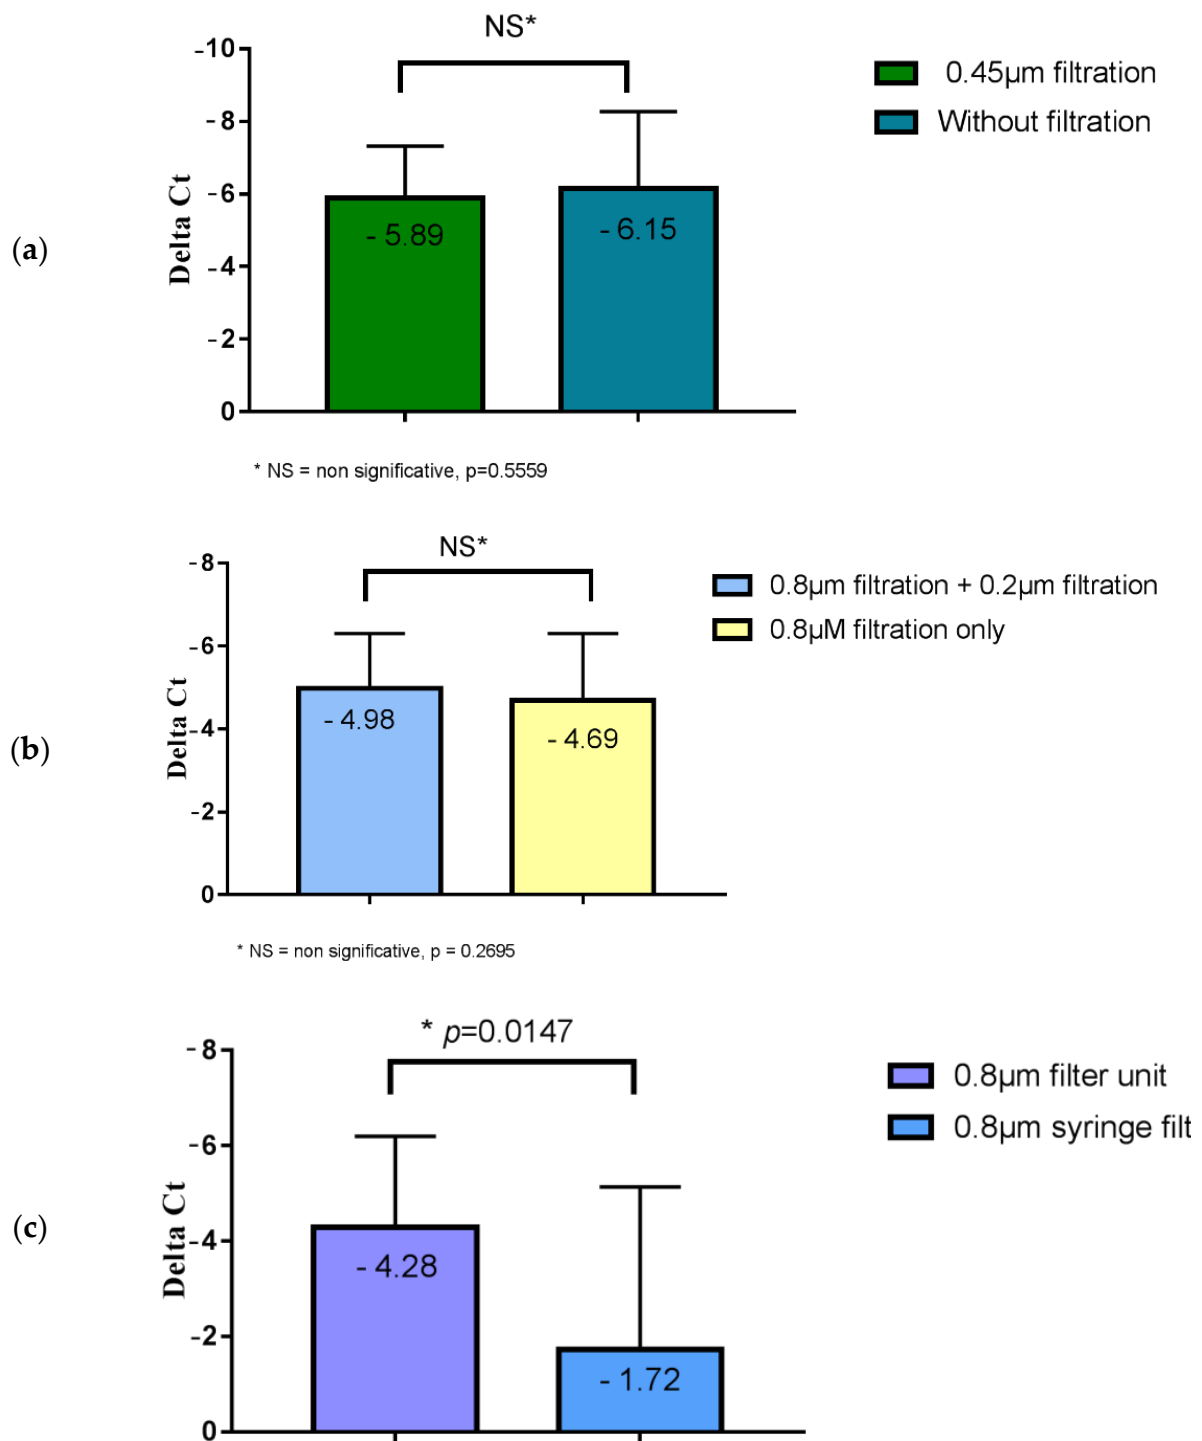 NS*
-10
-8
-6
-4
-2
0
Delta Ct
(a)
- 5.89
- 6.15
0.45µm filtration
Without filtration
* NS = non significative, p=0.5559
NS*
-8
-6
-4
-2
0
Delta Ct
(b)
- 4.98
- 4.69
0.8µm filtration + 0.2µm filtration
0.8µM filtration only
* NS = non significative, p = 0.2695
* p=0.0147
-8
-6
-4
-2
0
Delta Ct
(c)
- 4.28
- 1.72
0.8µm filter unit
0.8µm syringe filt